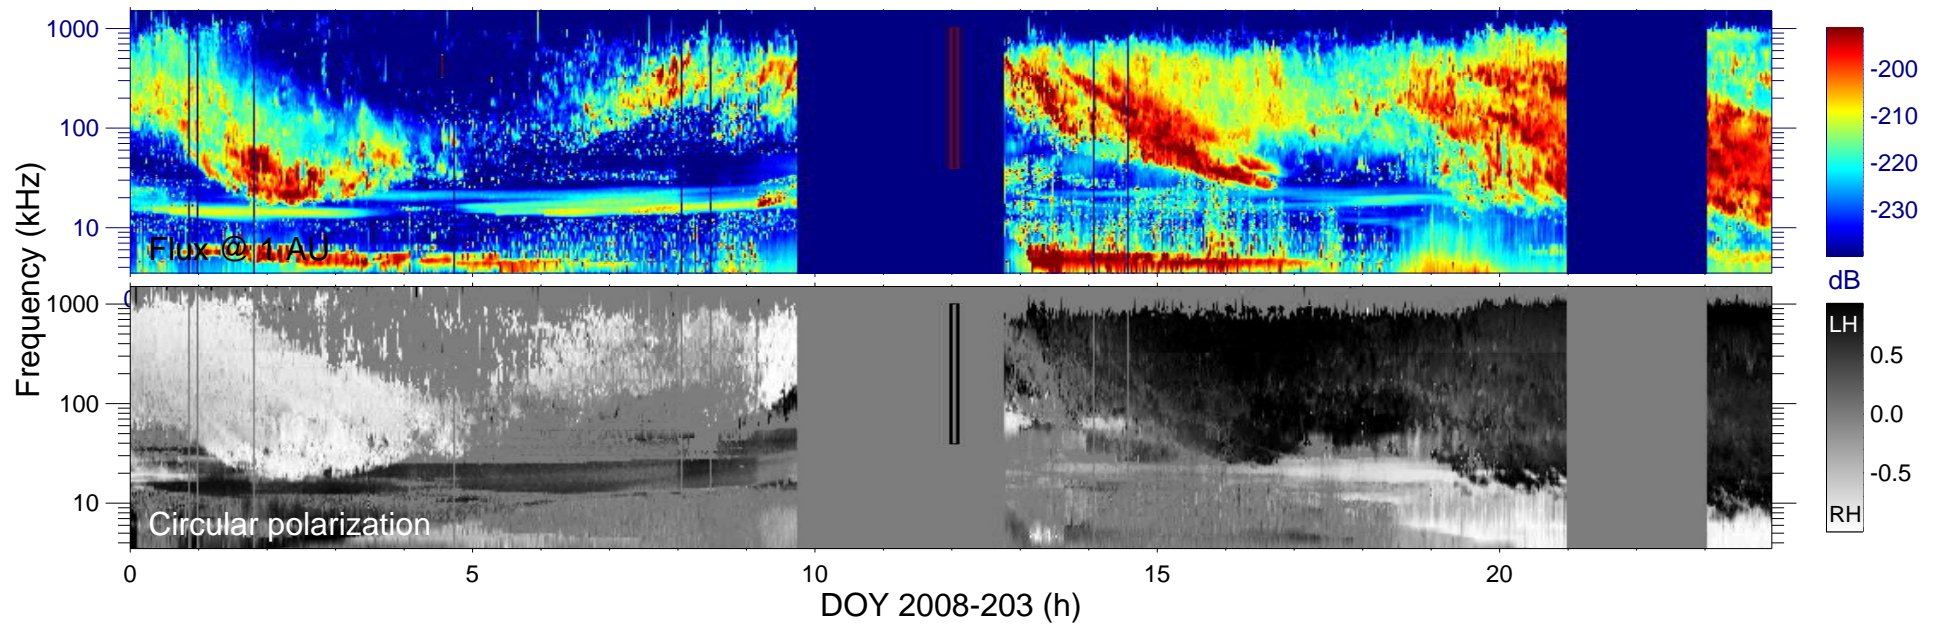 1000
100
10
Flux @ 1 AU
-200
-210
-220
-230
dB
0
Frequency (kHz)
1000
100
10
Circular polarization
LH
0.5
0.0
-0.5
RH
0
5
10
15
20
DOY 2008-203 (h)